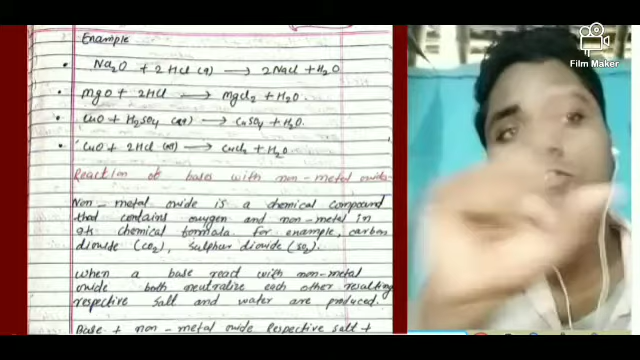 Example
Na2O + 2HCl (aq) → 2NaCl + H2O
MgO + 2HCl → MgCl2 + H2O
CuO + H2SO4 (aq) → CuSO4 + H2O
CuO + 2HCl (aq) → CuCl2 + H2O
Reaction of bases with non-metal oxide-
Non-metal oxide is a chemical compound
that contains oxygen and non-metal in
its chemical formala. For example, carbon
dioxite (CO2), Sulphur dioxide (SO2).
When a base react with non-metal
oxide both neutralize each other resulting
respective salt and water are produced.
Base + non-metal oxide Respective salt +
Film Maker